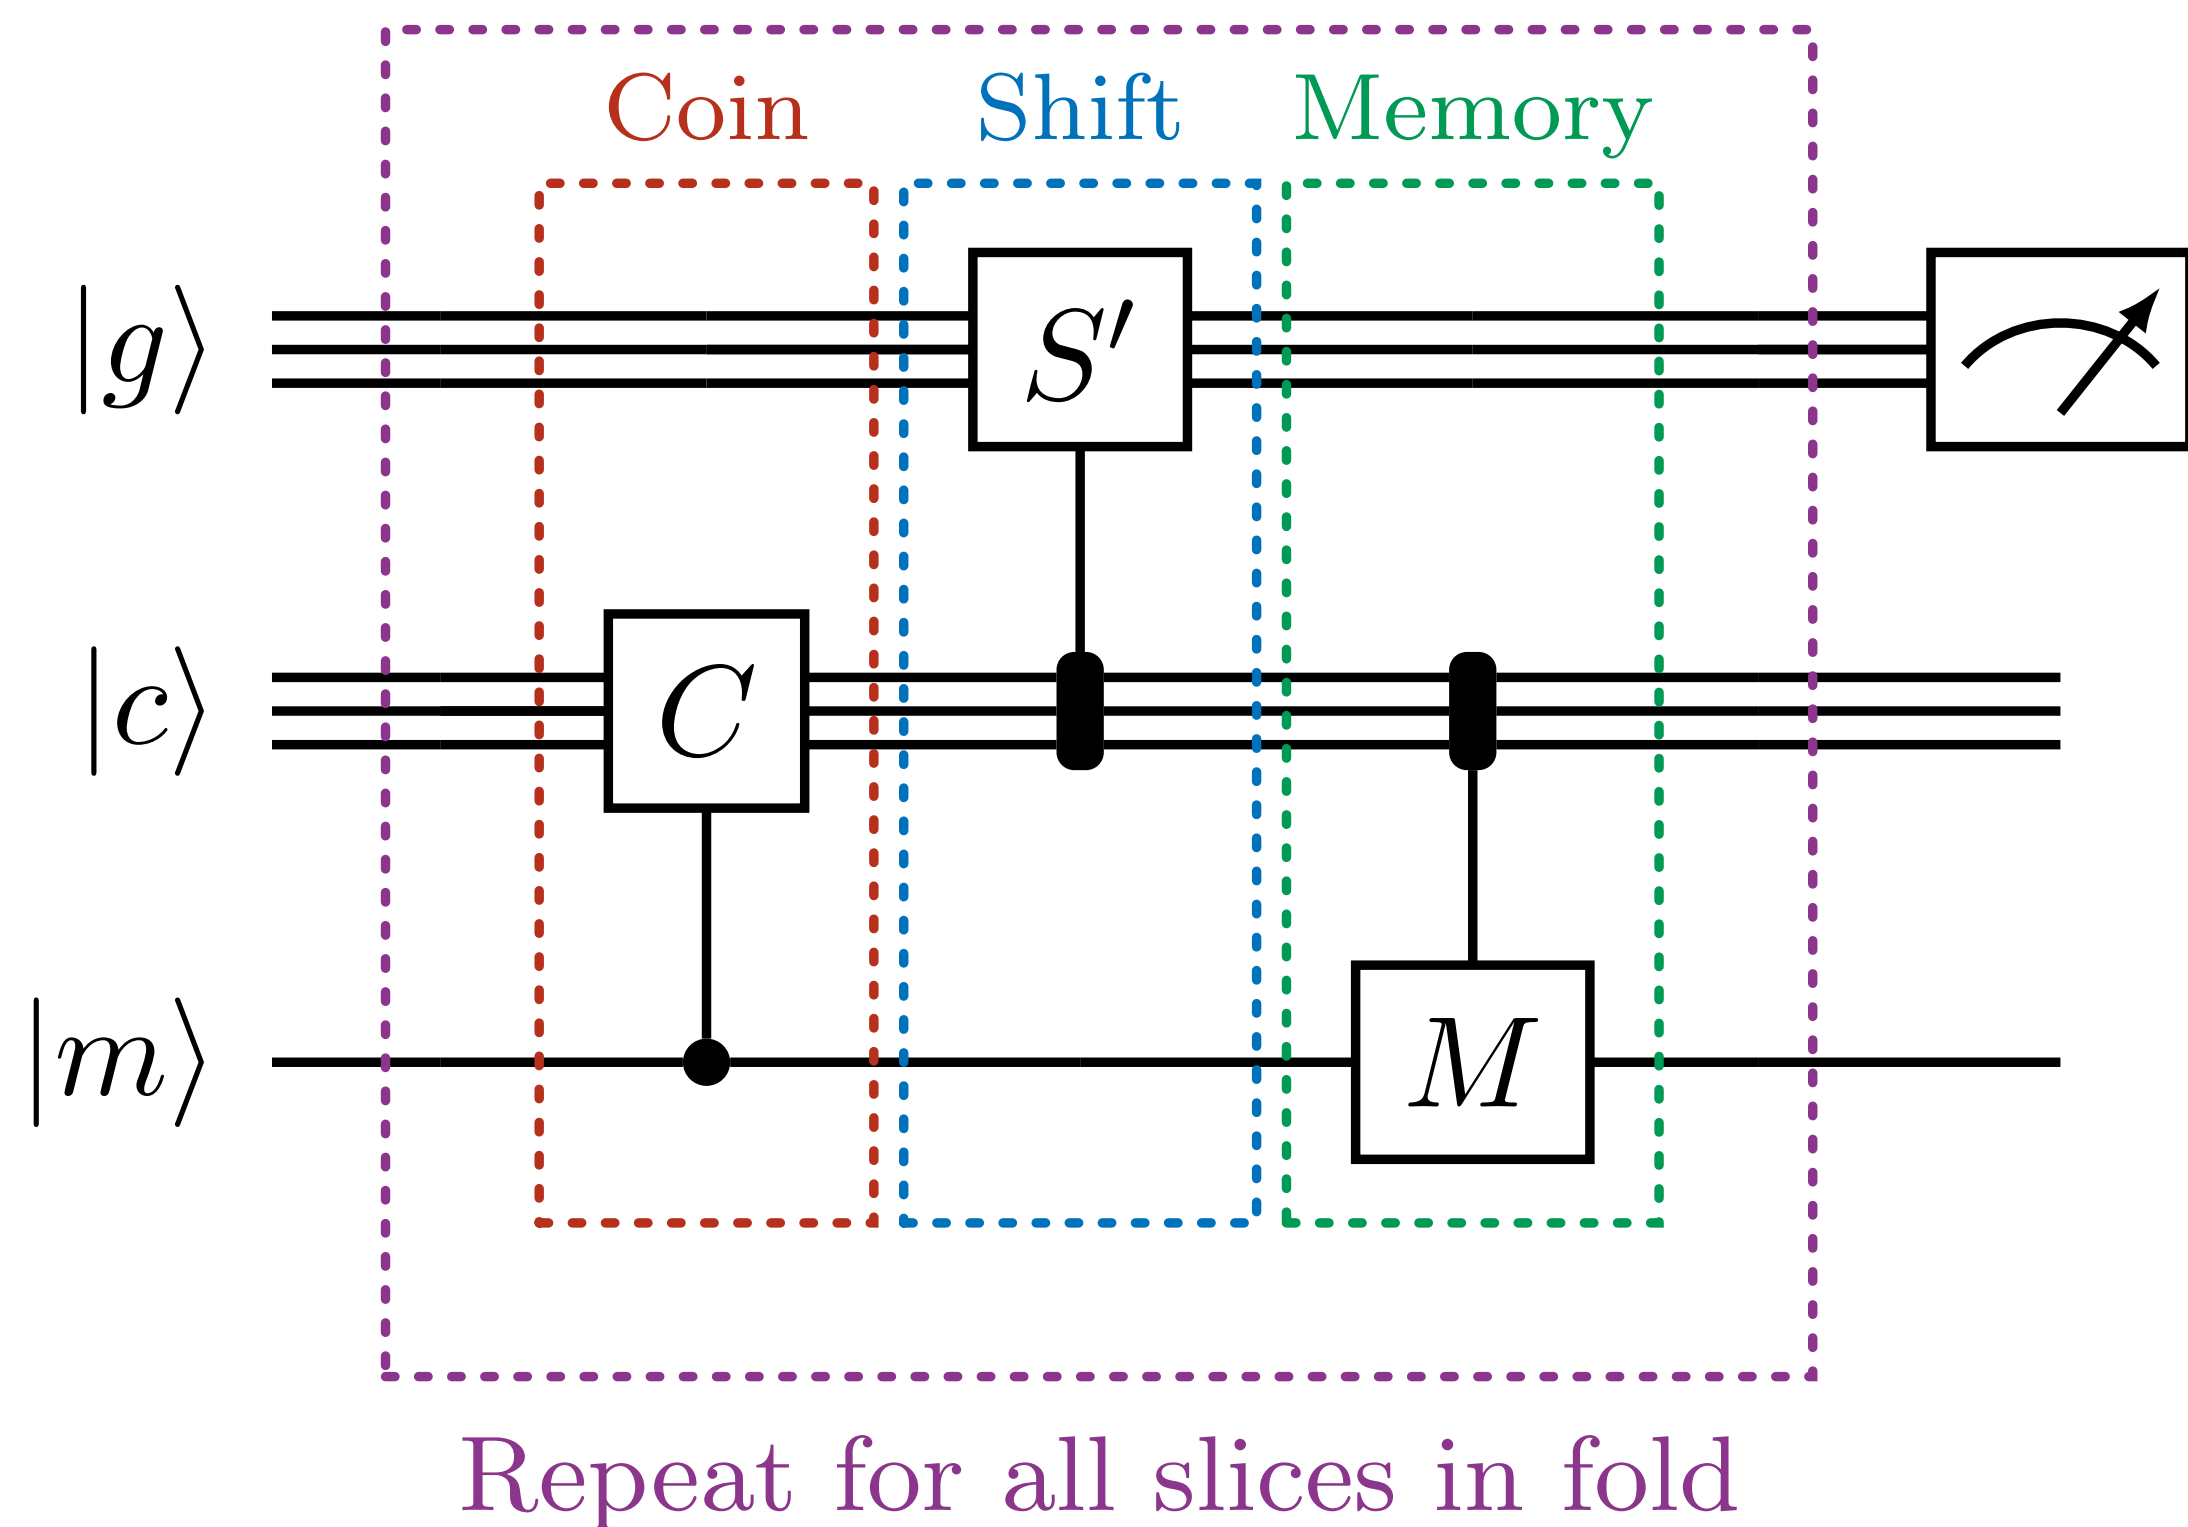 Coin Shift Memory
|g⟩ S′
|c⟩ C
|m⟩ M
Repeat for all slices in fold